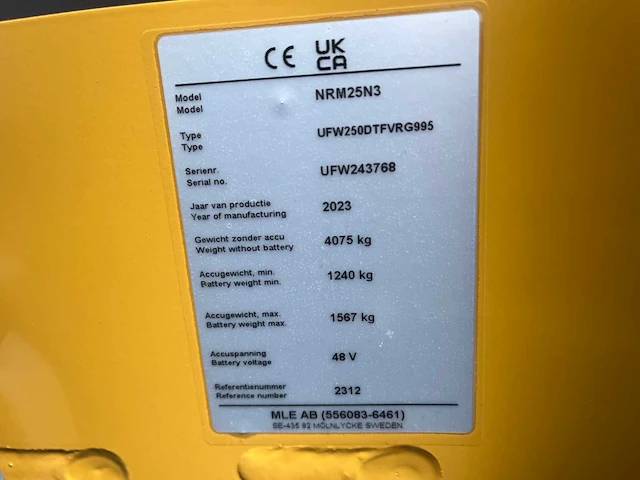 CE UK
CA
Model NRM25N3
Model
Type UFW250DTFVRG995
Type
Serienr. UFW243768
Serial no.
Jaar van productie 2023
Year of manufacturing
Gewicht zonder accu 4075 kg
Weight without battery
Accugewicht, min. 1240 kg
Battery weight min.
Accugewicht, max. 1567 kg
Battery weight max.
Accuspanning 48 V
Battery voltage
Referentienummer 2312
Reference number
MLE AB (556083-6461)
SE-435 82 MÖLNLYCKE SWEDEN